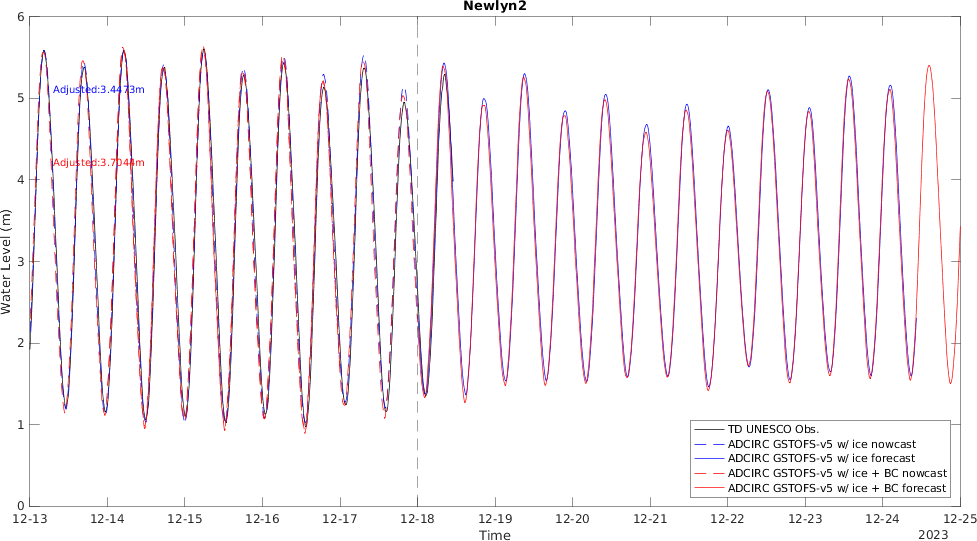 Newlyn2
6
5
4
3
2
1
0
Water Level (m)
Adjusted:3.4473m
Adjusted:3.7044m
TD UNESCO Obs.
ADCIRC GSTOFS-v5 w/ ice nowcast
ADCIRC GSTOFS-v5 w/ ice forecast
ADCIRC GSTOFS-v5 w/ ice + BC nowcast
ADCIRC GSTOFS-v5 w/ ice + BC forecast
12-13 12-14 12-15 12-16 12-17 12-18 12-19 12-20 12-21 12-22 12-23 12-24 12-25
Time
2023